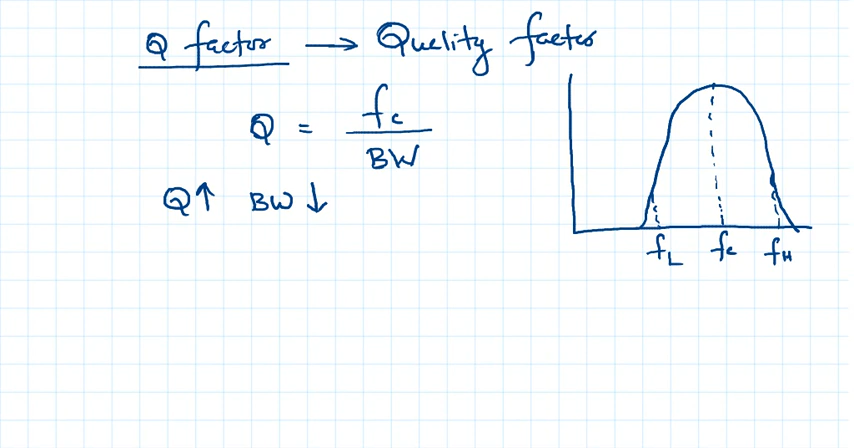 Q factor → Quality factor
Q = fc / BW
Q↑ BW↓
fL fc fH